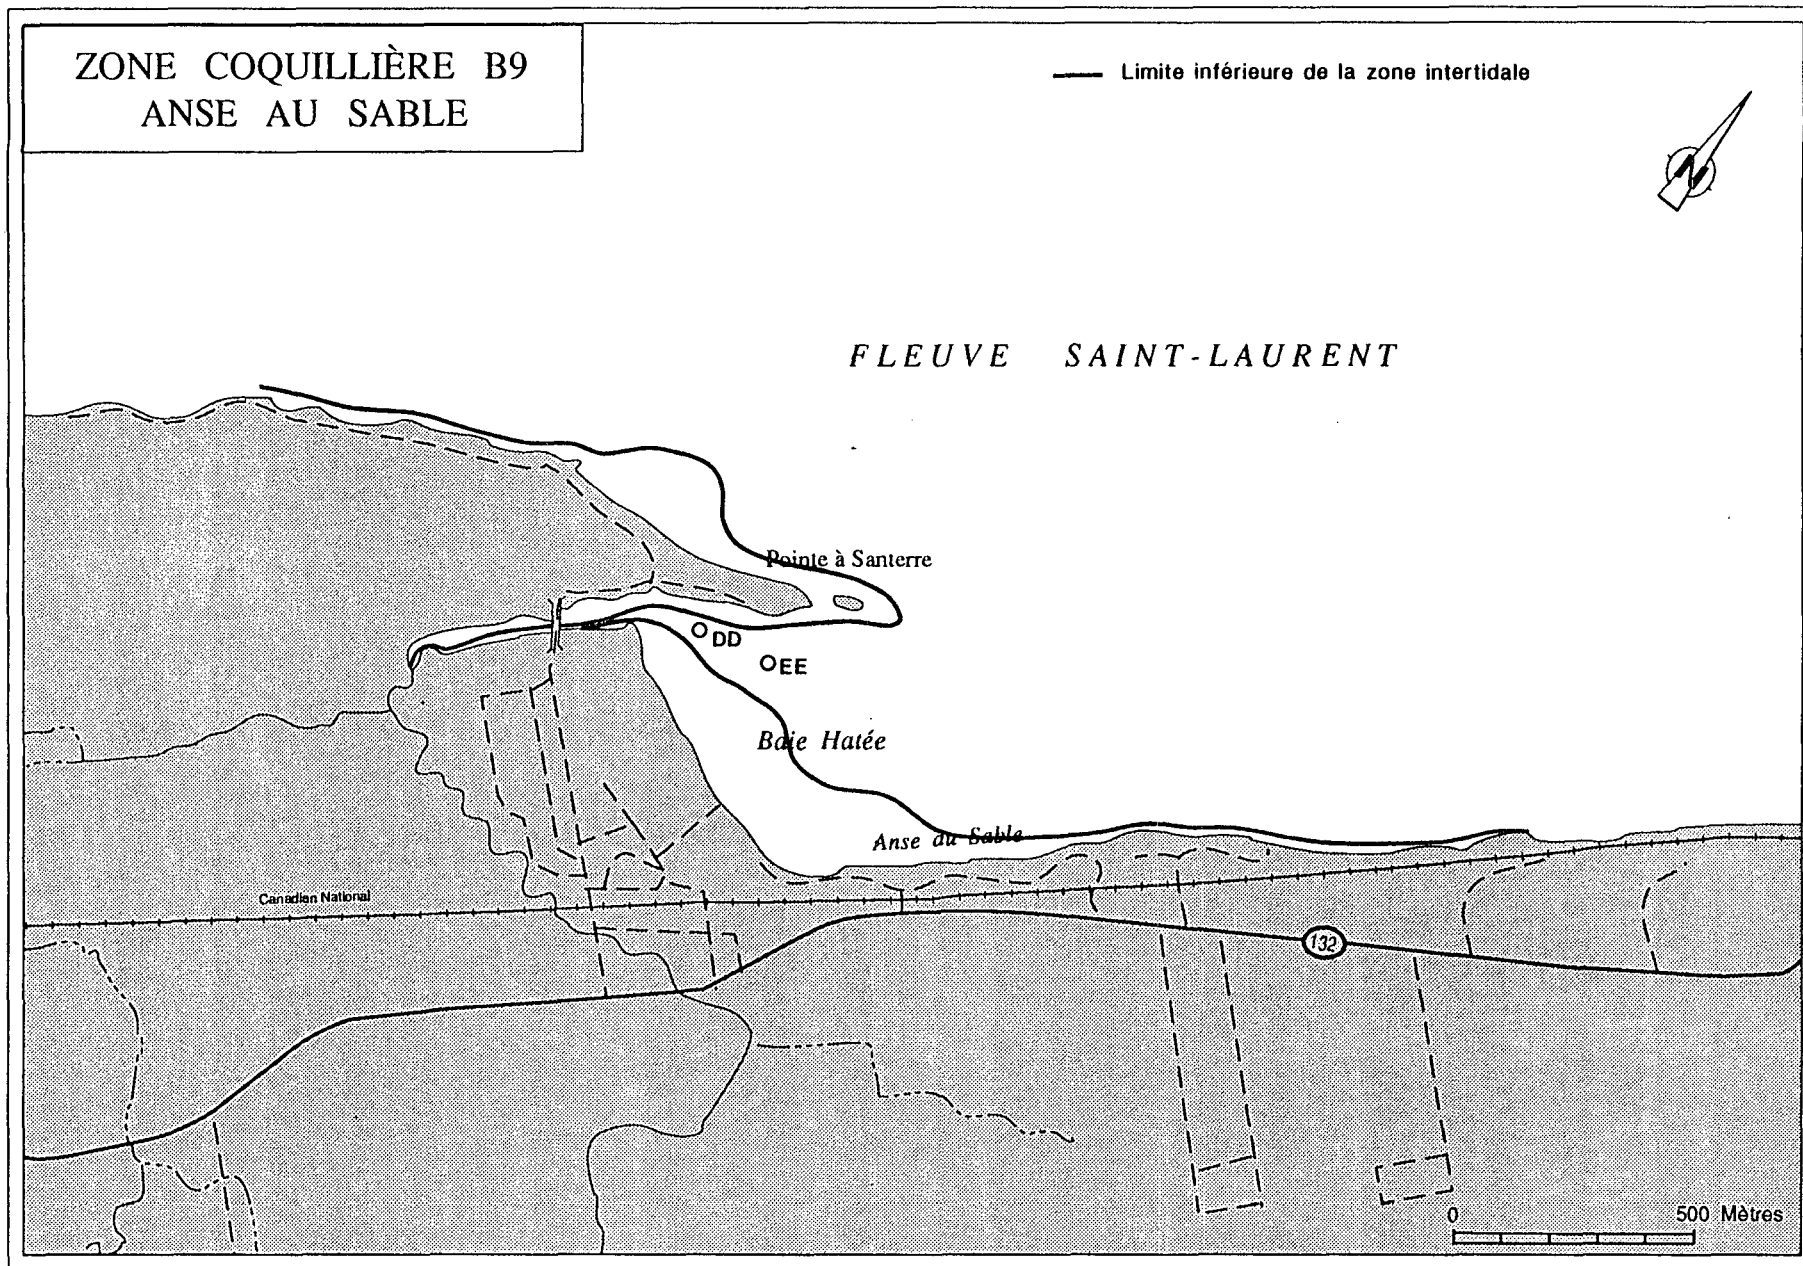 ZONE COQUILLIÈRE B9
ANSE AU SABLE
Limite inférieure de la zone intertidale
N
FLEUVE SAINT-LAURENT
Pointe à Santerre
DD
EE
Baie Hatée
Anse du Sable
Canadian National
132
0 500 Mètres